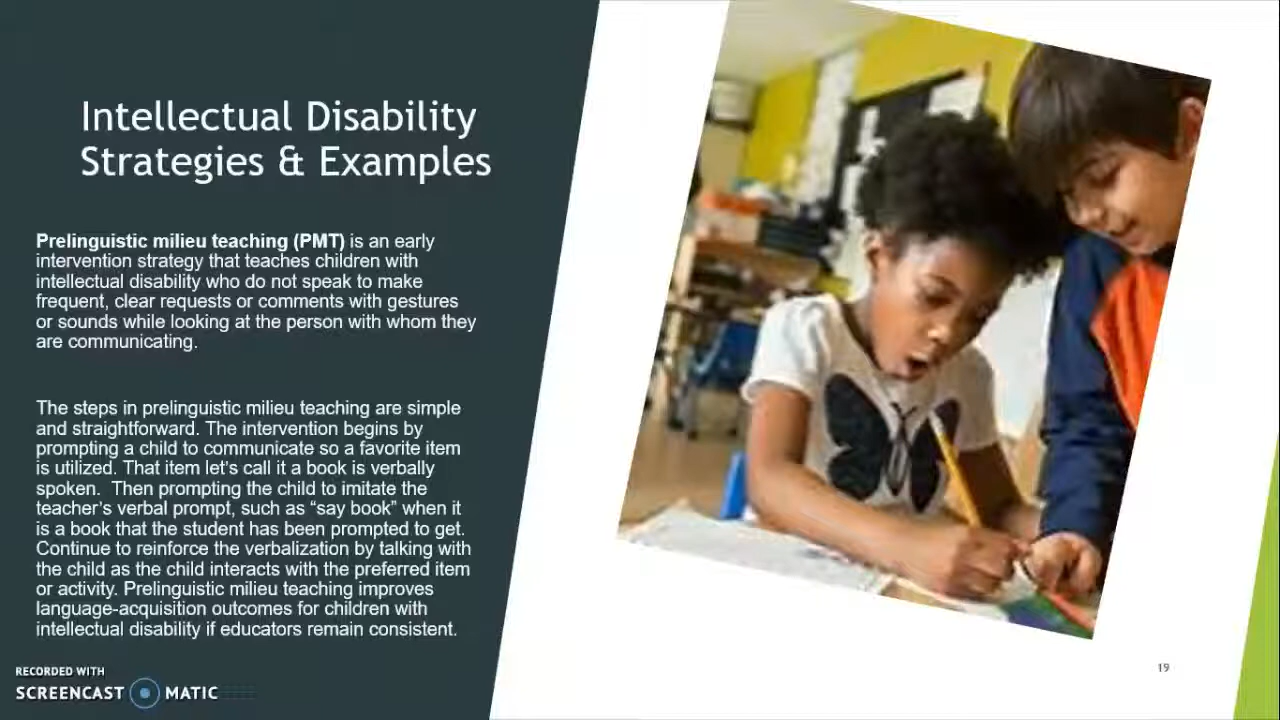 Intellectual Disability
Strategies & Examples
Prelinguistic milieu teaching (PMT) is an early
intervention strategy that teaches children with
intellectual disability who do not speak to make
frequent, clear requests or comments with gestures
or sounds while looking at the person with whom they
are communicating.
The steps in prelinguistic milieu teaching are simple
and straightforward. The intervention begins by
prompting a child to communicate so a favorite item
is utilized. That item let's call it a book is verbally
spoken.  Then prompting the child to imitate the
teacher's verbal prompt, such as “say book” when it
is a book that the student has been prompted to get.
Continue to reinforce the verbalization by talking with
the child as the child interacts with the preferred item
or activity. Prelinguistic milieu teaching improves
language-acquisition outcomes for children with
intellectual disability if educators remain consistent.
19
RECORDED WITH
SCREENCAST MATIC